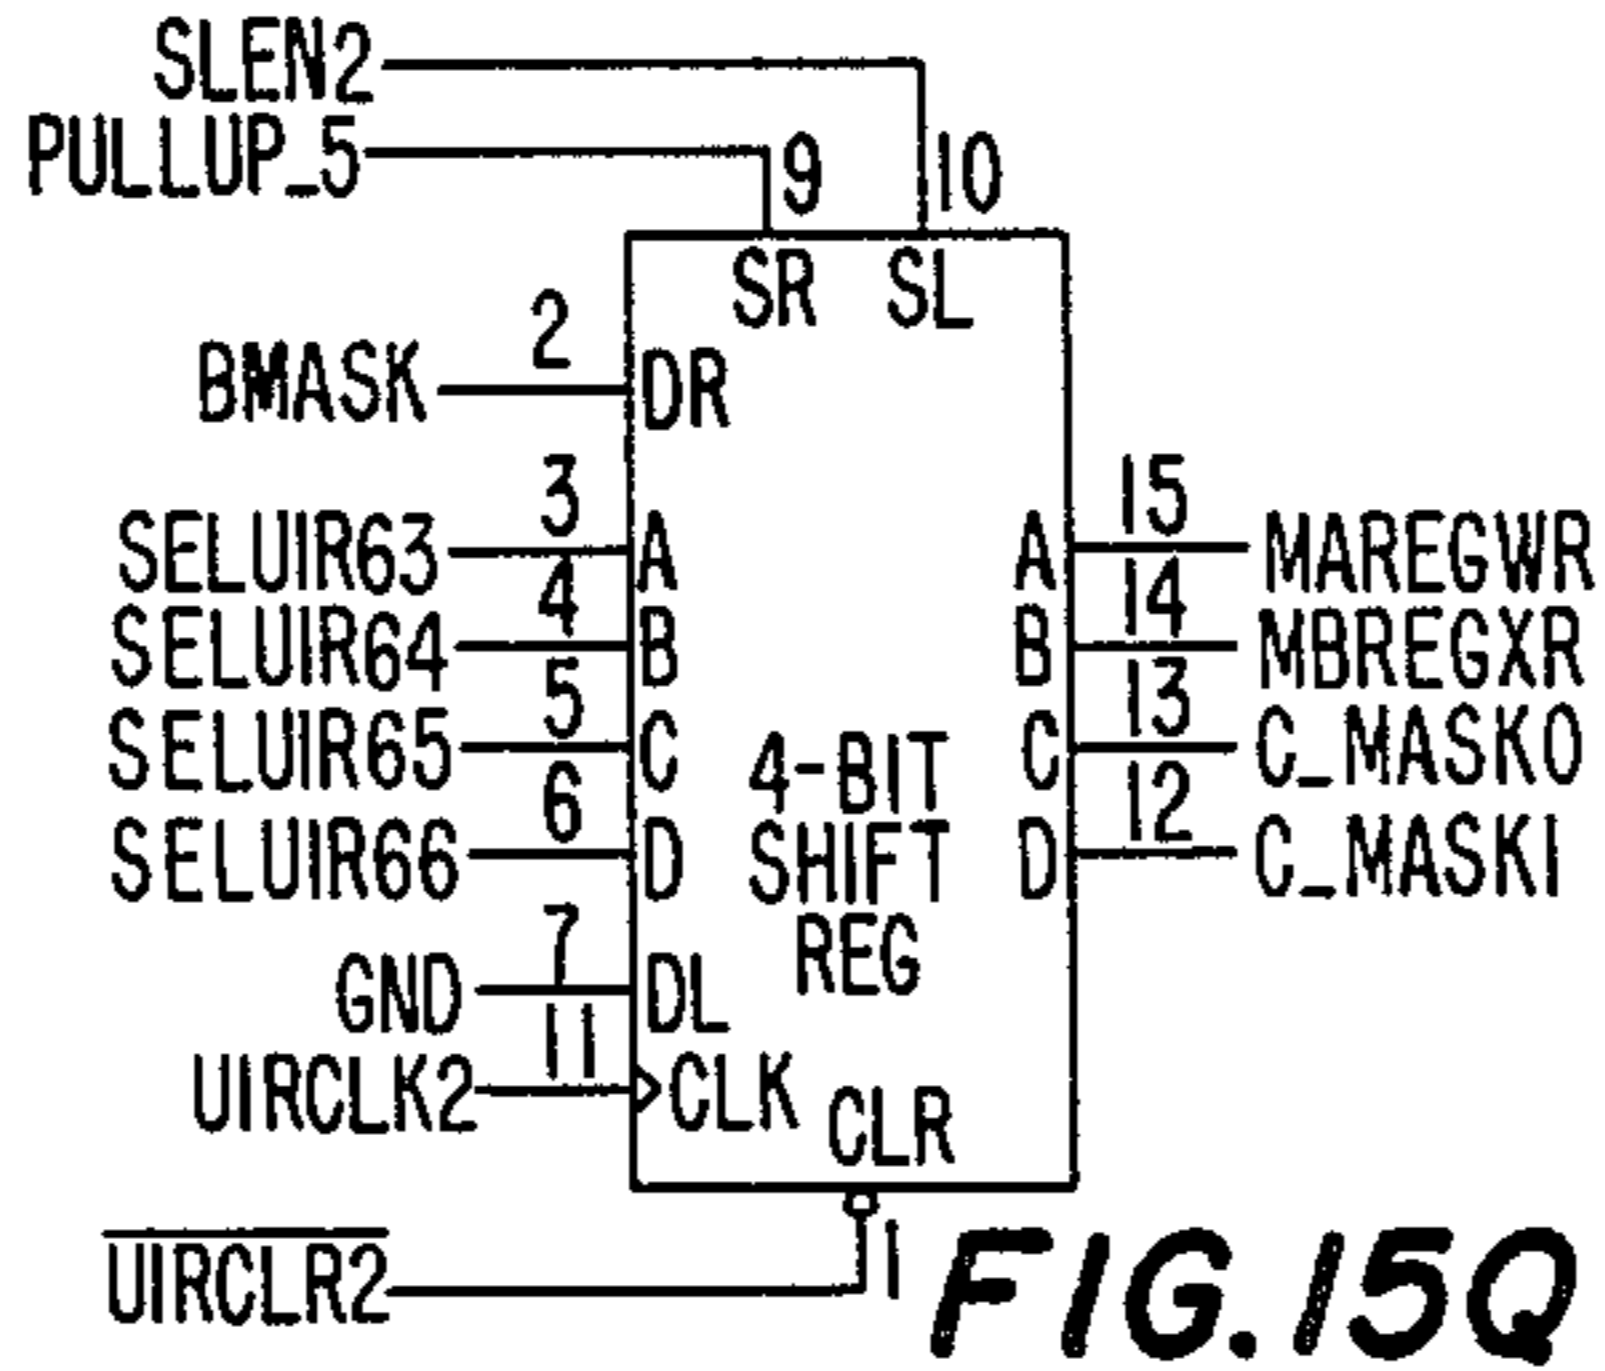 SLEN2
PULLUP_5
9 10
SR SL
BMASK 2 DR
SELUIR63 3 A A 15 MAREGWR
SELUIR64 4 B B 14 MBREGXR
SELUIR65 5 C C 13 C_MASK0
SELUIR66 6 D D 12 C_MASK1
4-BIT
SHIFT
REG
GND 7 DL
UIRCLK2 11 CLK
CLR
UIRCLR2 1
FIG. 15Q